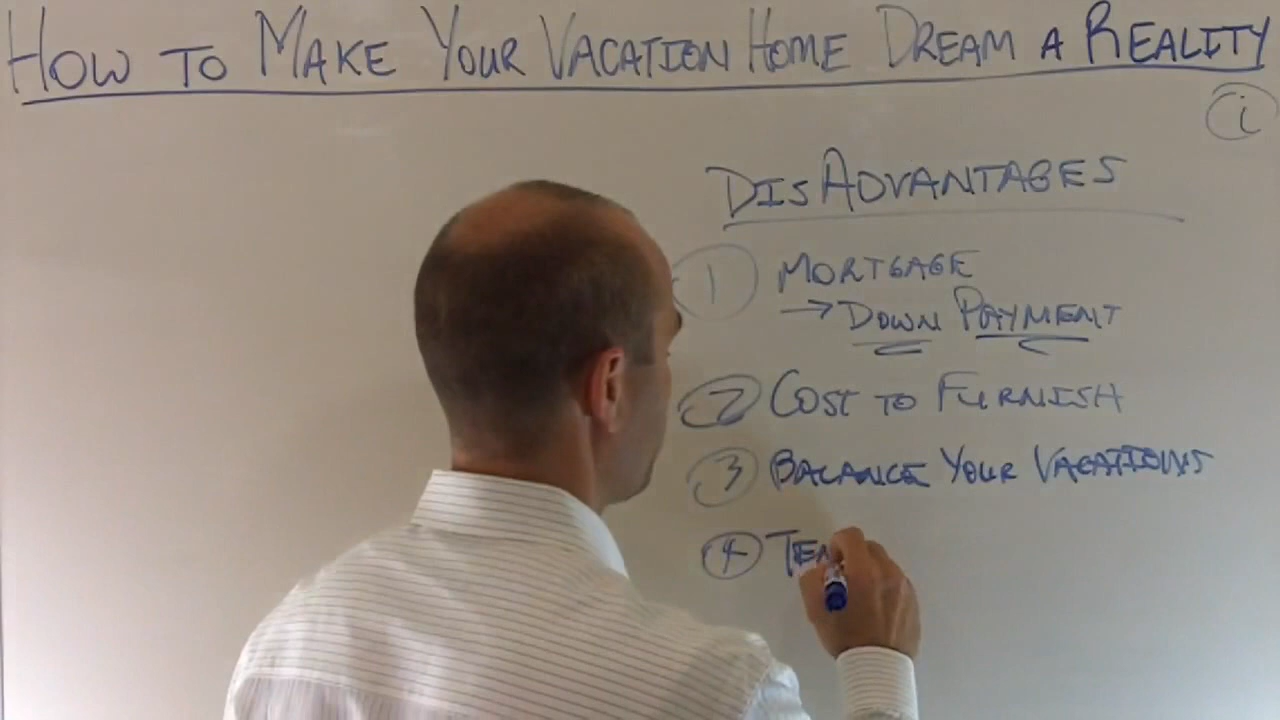 How To Make Your Vacation Home Dream A Reality
i
DisAdvantages
1 Mortgage
→ Down Payment
2 Cost to Furnish
3 Balance Your Vacations
4